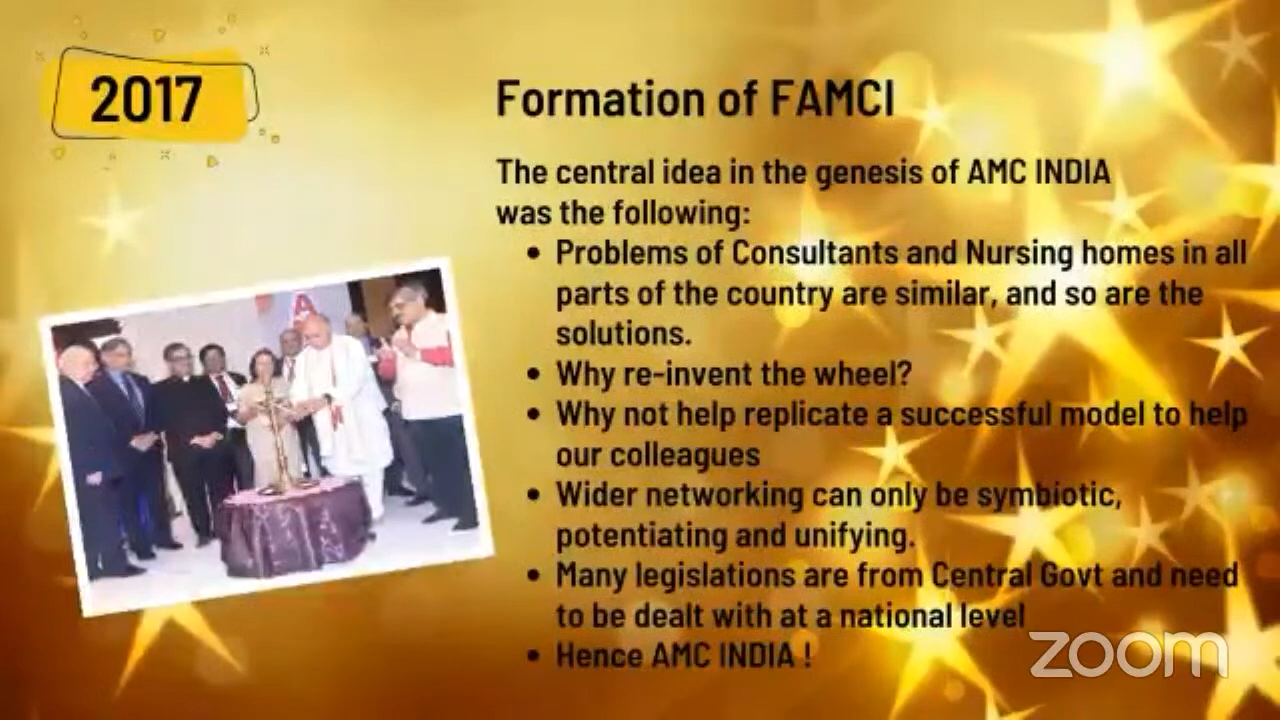 2017
Formation of FAMCI
The central idea in the genesis of AMC INDIA
was the following:
• Problems of Consultants and Nursing homes in all
parts of the country are similar, and so are the
solutions.
• Why re-invent the wheel?
• Why not help replicate a successful model to help
our colleagues
• Wider networking can only be symbiotic,
potentiating and unifying.
• Many legislations are from Central Govt and need
to be dealt with at a national level
• Hence AMC INDIA !
zoom